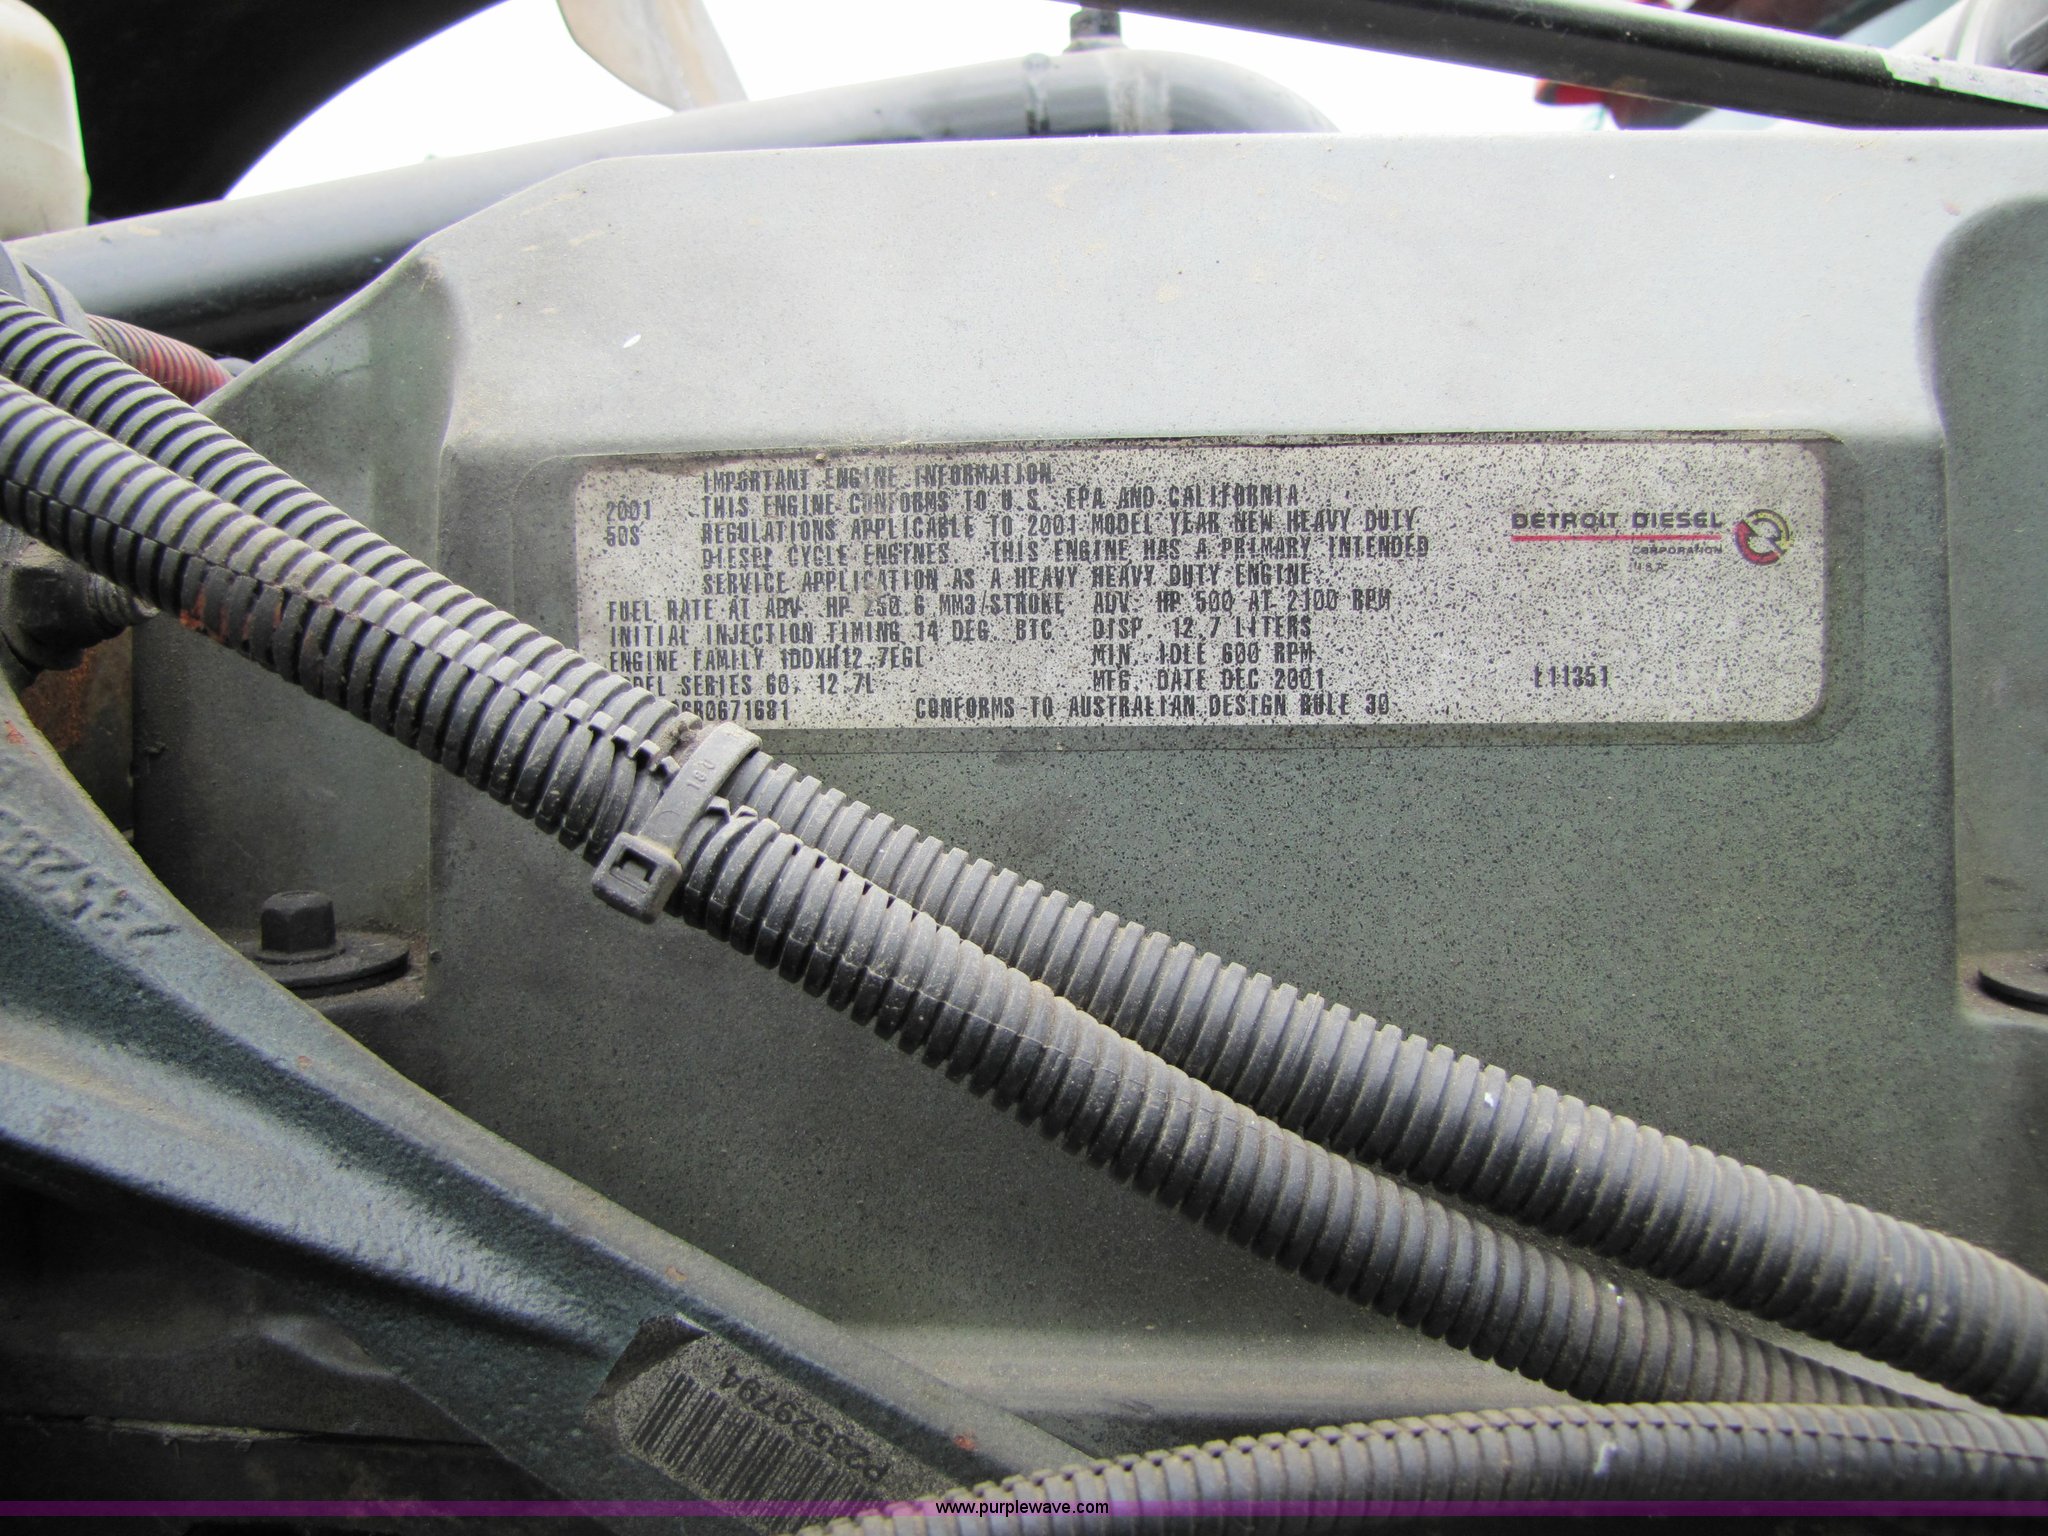 IMPORTANT ENGINE INFORMATION
2001 THIS ENGINE CONFORMS TO U.S. EPA AND CALIFORNIA
50S REGULATIONS APPLICABLE TO 2001 MODEL YEAR NEW HEAVY DUTY
DIESEL CYCLE ENGINES. THIS ENGINE HAS A PRIMARY INTENDED
SERVICE APPLICATION AS A HEAVY HEAVY DUTY ENGINE.
FUEL RATE AT ADV. HP 250.6 MM3/STROKE ADV. HP 500 AT 2100 RPM
INITIAL INJECTION TIMING 14 DEG. BTC DISP. 12.7 LITERS
ENGINE FAMILY 1DDXH12.7EGL MIN. IDLE 600 RPM
SERIES 60, 12.7L MFG. DATE DEC 2001
6R0671681 CONFORMS TO AUSTRALIAN DESIGN RULE 30
DETROIT DIESEL
CORPORATION
U.S.A.
E11351
P23529794
www.purplewave.com